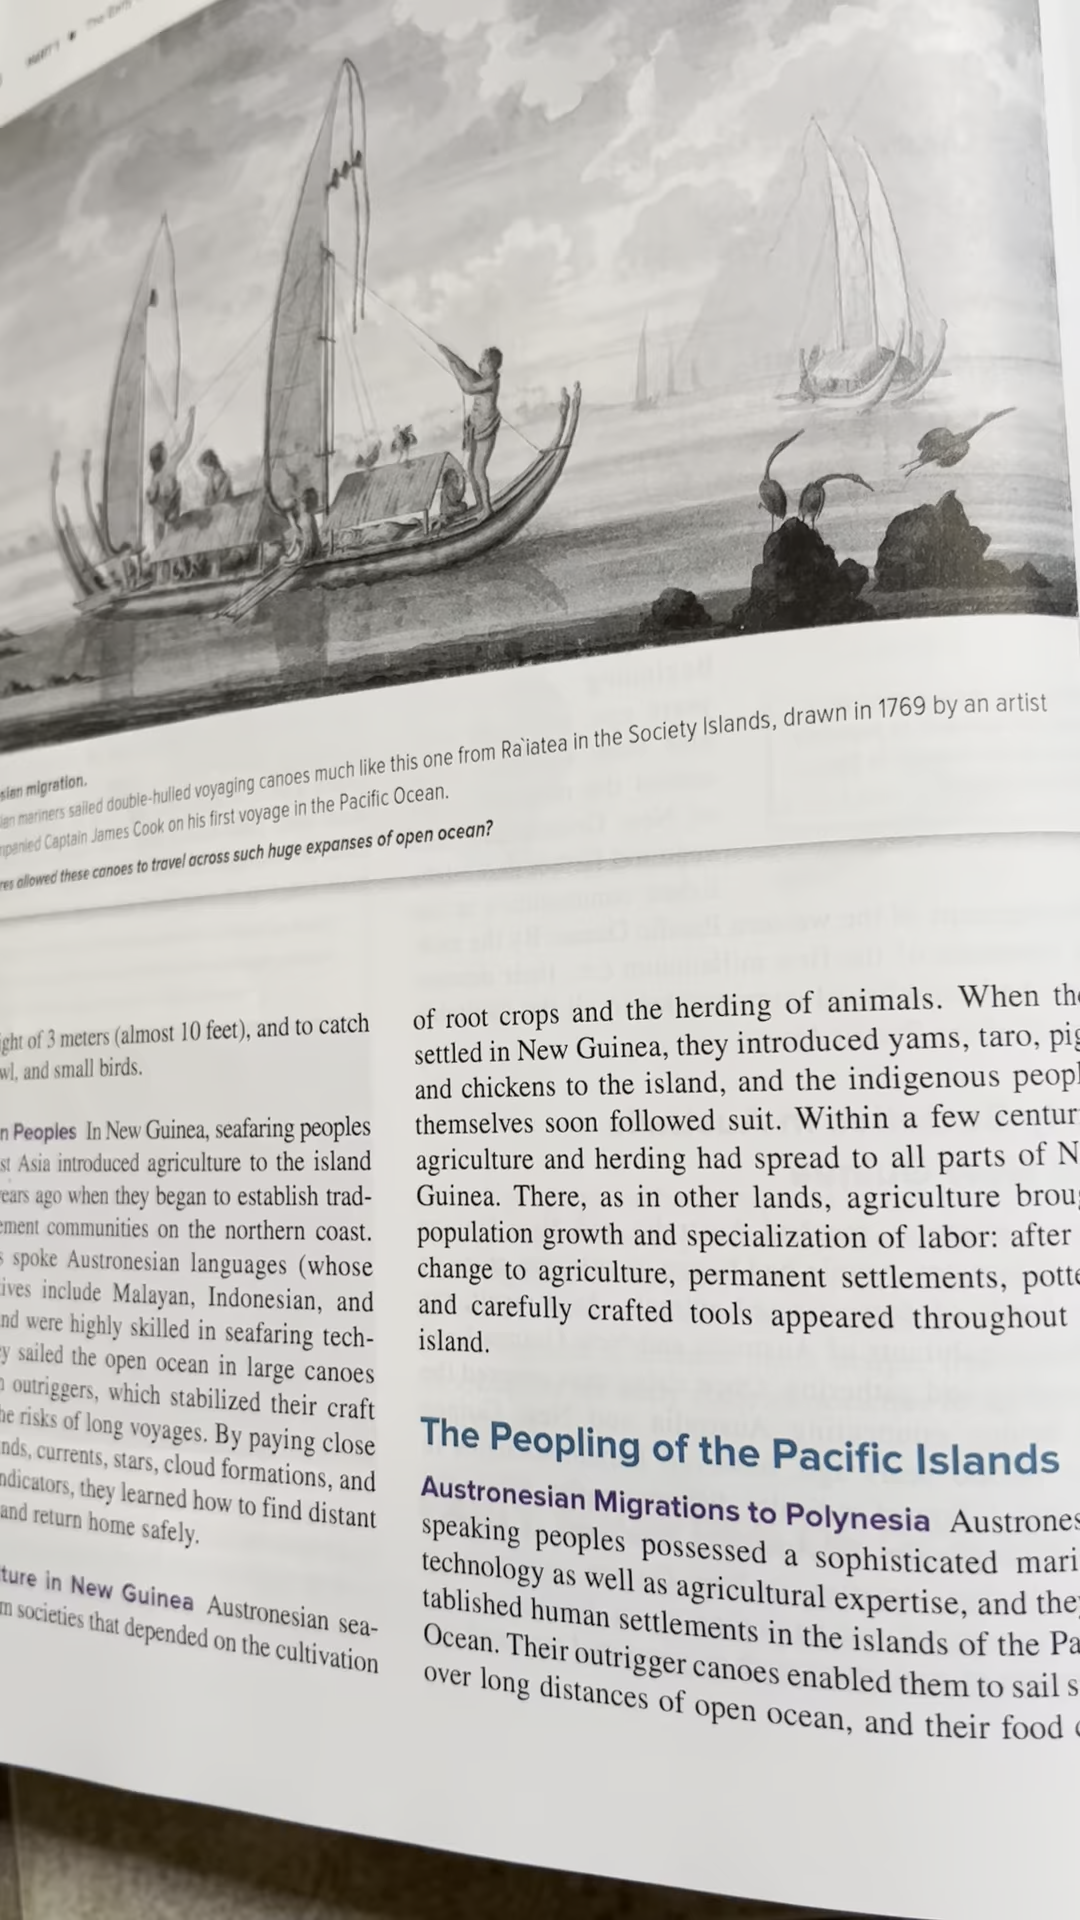 PART 1 • The Early
sian migration.
ian mariners sailed double-hulled voyaging canoes much like this one from Ra`iatea in the Society Islands, drawn in 1769 by an artist
mpanied Captain James Cook on his first voyage in the Pacific Ocean.
res allowed these canoes to travel across such huge expanses of open ocean?
ght of 3 meters (almost 10 feet), and to catch
wl, and small birds.
n Peoples In New Guinea, seafaring peoples
st Asia introduced agriculture to the island
ears ago when they began to establish trad-
ement communities on the northern coast.
s spoke Austronesian languages (whose
ives include Malayan, Indonesian, and
nd were highly skilled in seafaring tech-
y sailed the open ocean in large canoes
n outriggers, which stabilized their craft
he risks of long voyages. By paying close
nds, currents, stars, cloud formations, and
ndicators, they learned how to find distant
and return home safely.
ture in New Guinea Austronesian sea-
m societies that depended on the cultivation
of root crops and the herding of animals. When the
settled in New Guinea, they introduced yams, taro, pig
and chickens to the island, and the indigenous peopl
themselves soon followed suit. Within a few centur
agriculture and herding had spread to all parts of N
Guinea. There, as in other lands, agriculture broug
population growth and specialization of labor: after
change to agriculture, permanent settlements, potte
and carefully crafted tools appeared throughout
island.
The Peopling of the Pacific Islands
Austronesian Migrations to Polynesia Austrones
speaking peoples possessed a sophisticated mari
technology as well as agricultural expertise, and the
tablished human settlements in the islands of the Pa
Ocean. Their outrigger canoes enabled them to sail s
over long distances of open ocean, and their food c